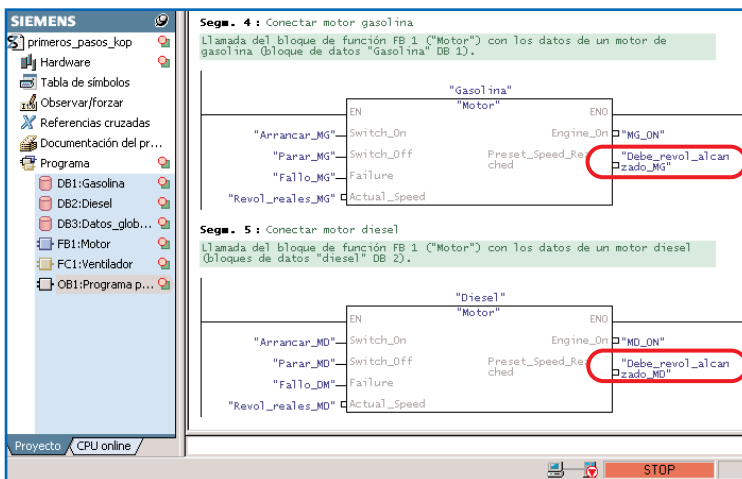 SIEMENS
primeros_pasos_kop
Hardware
Tabla de símbolos
Observar/forzar
Referencias cruzadas
Documentación del pr...
Programa
DB1:Gasolina
DB2:Diesel
DB3:Datos_glob...
FB1:Motor
FC1:Ventilador
OB1:Programa p...
Proyecto
CPU online
Segm. 4 : Conectar motor gasolina
Llamada del bloque de función FB 1 ("Motor") con los datos de un motor de
gasolina (bloque de datos "Gasolina" DB 1).
"Gasolina"
"Motor"
EN ENO
"Arrancar_MG" Switch_On Engine_On "MG_ON"
"Parar_MG" Switch_Off Preset_Speed_Rea "Debe_revol_alcan
ched zado_MG"
"Fallo_MG" Failure
"Revol_reales_MG" Actual_Speed
Segm. 5 : Conectar motor diesel
Llamada del bloque de función FB 1 ("Motor") con los datos de un motor diesel
(bloques de datos "diesel" DB 2).
"Diesel"
"Motor"
EN ENO
"Arrancar_MD" Switch_On Engine_On "MD_ON"
"Parar_MD" Switch_Off Preset_Speed_Rea "Debe_revol_alcan
ched zado_MD"
"Fallo_DM" Failure
"Revol_reales_MD" Actual_Speed
STOP